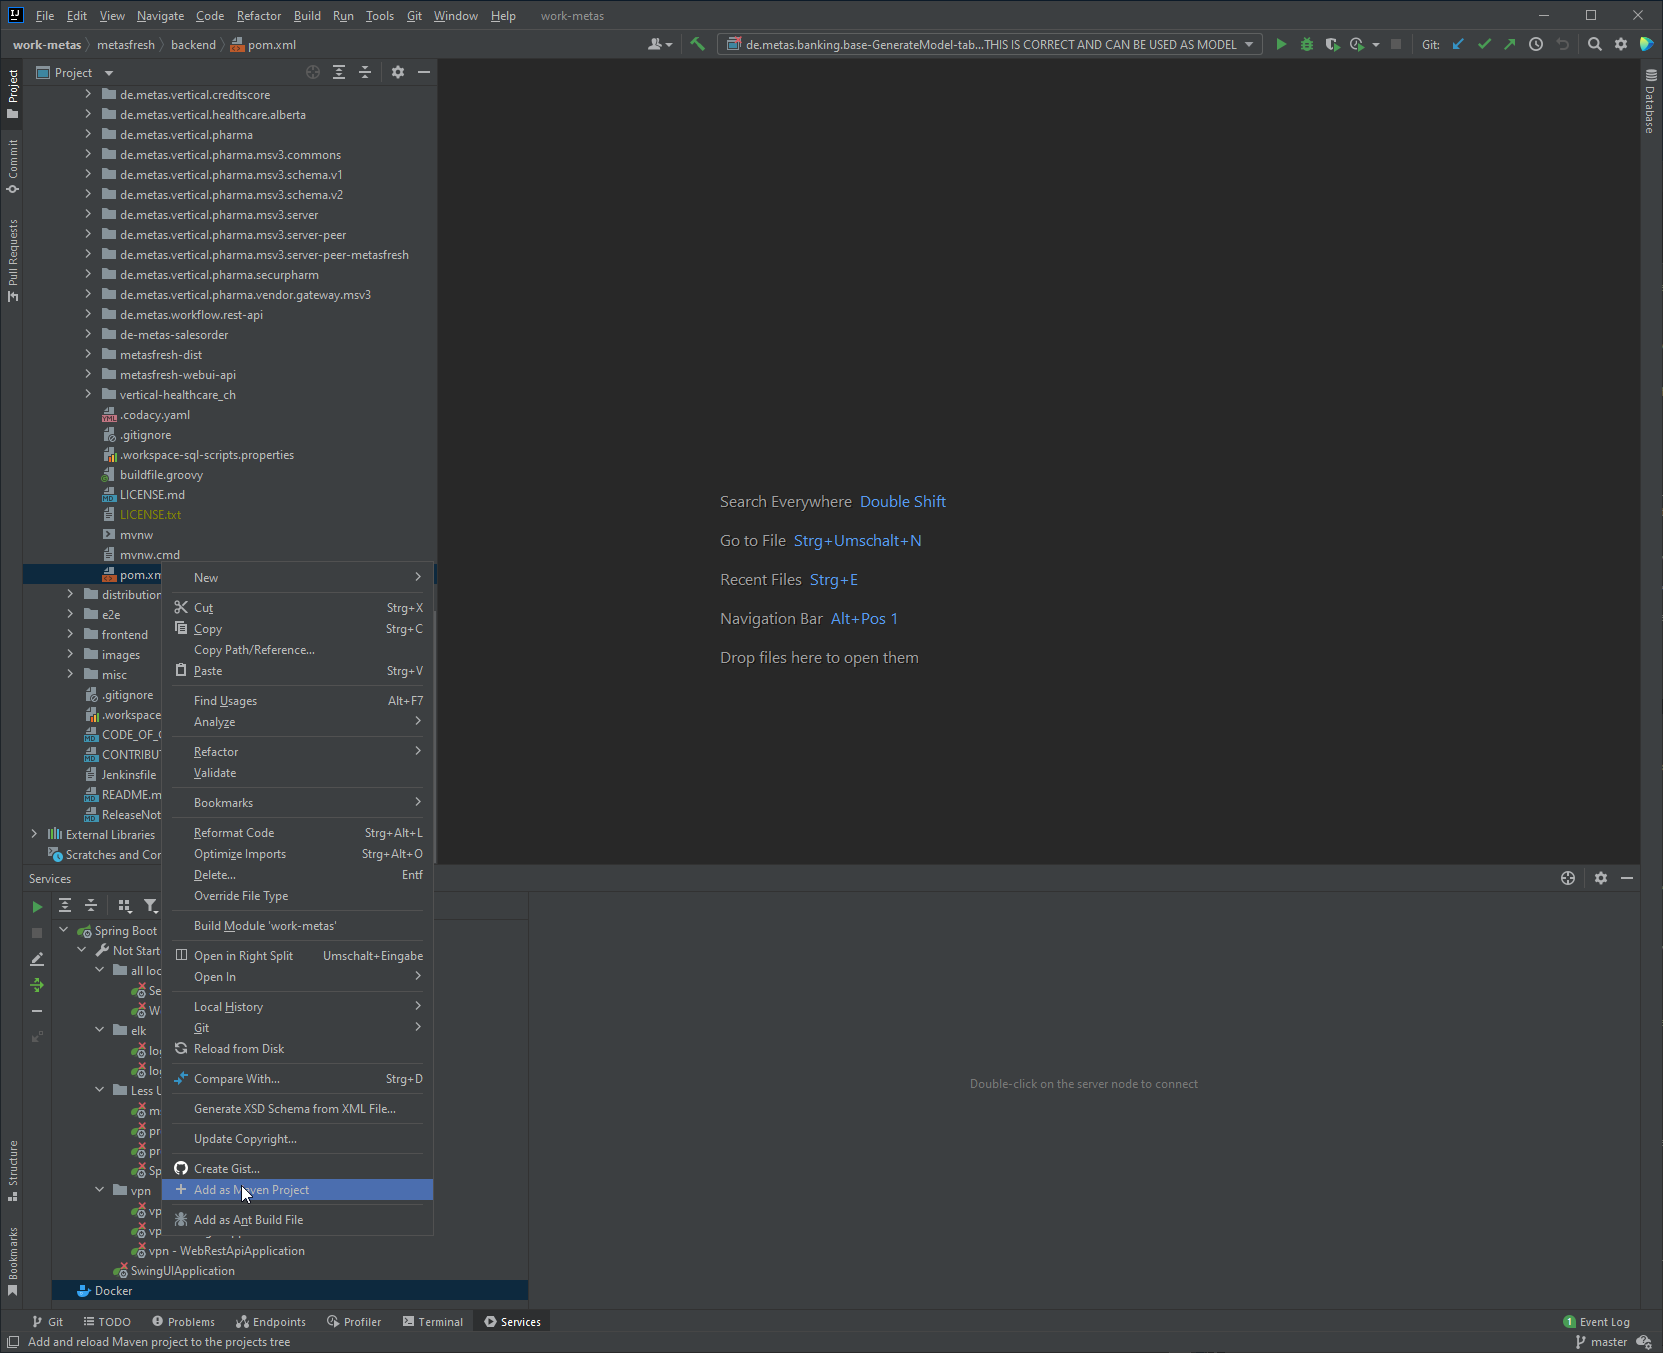 File Edit View Navigate Code Refactor Build Run Tools Git Window Help work-metas
work-metas metasfresh backend pom.xml
de.metas.banking.base-GenerateModel-tab...THIS IS CORRECT AND CAN BE USED AS MODEL
Git:
Project
Commit
Pull Requests
Structure
Bookmarks
Database
Project
de.metas.vertical.creditscore
de.metas.vertical.healthcare.alberta
de.metas.vertical.pharma
de.metas.vertical.pharma.msv3.commons
de.metas.vertical.pharma.msv3.schema.v1
de.metas.vertical.pharma.msv3.schema.v2
de.metas.vertical.pharma.msv3.server
de.metas.vertical.pharma.msv3.server-peer
de.metas.vertical.pharma.msv3.server-peer-metasfresh
de.metas.vertical.pharma.securpharm
de.metas.vertical.pharma.vendor.gateway.msv3
de.metas.workflow.rest-api
de-metas-salesorder
metasfresh-dist
metasfresh-webui-api
vertical-healthcare_ch
.codacy.yaml
.gitignore
.workspace-sql-scripts.properties
buildfile.groovy
LICENSE.md
LICENSE.txt
mvnw
mvnw.cmd
pom.xm
distribution
e2e
frontend
images
misc
.gitignore
.workspace
CODE_OF_C
CONTRIBUT
Jenkinsfile
README.m
ReleaseNot
External Libraries
Scratches and Con
New
Cut Strg+X
Copy Strg+C
Copy Path/Reference...
Paste Strg+V
Find Usages Alt+F7
Analyze
Refactor
Validate
Bookmarks
Reformat Code Strg+Alt+L
Optimize Imports Strg+Alt+O
Delete... Entf
Override File Type
Build Module 'work-metas'
Open in Right Split Umschalt+Eingabe
Open In
Local History
Git
Reload from Disk
Compare With... Strg+D
Generate XSD Schema from XML File...
Update Copyright...
Create Gist...
Add as Maven Project
Add as Ant Build File
Search Everywhere Double Shift
Go to File Strg+Umschalt+N
Recent Files Strg+E
Navigation Bar Alt+Pos 1
Drop files here to open them
Services
Spring Boot
Not Start
all loc
Se
W
elk
log
log
Less U
ms
pr
pr
Sp
vpn
vp
vp
vpn - WebRestApiApplication
SwingUIApplication
Docker
Double-click on the server node to connect
Git TODO Problems Endpoints Profiler Terminal Services
1 Event Log
Add and reload Maven project to the projects tree
master